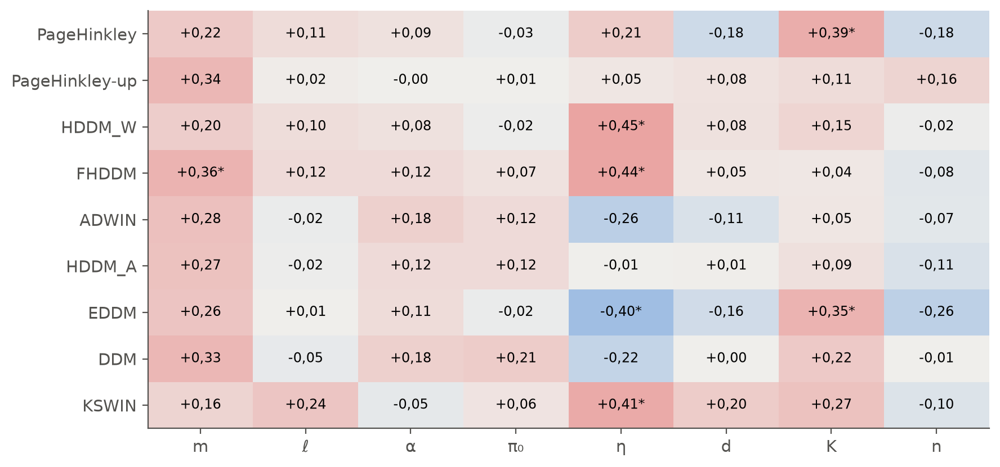 PageHinkley +0,22 +0,11 +0,09 -0,03 +0,21 -0,18 +0,39* -0,18
PageHinkley-up +0,34 +0,02 -0,00 +0,01 +0,05 +0,08 +0,11 +0,16
HDDM_W +0,20 +0,10 +0,08 -0,02 +0,45* +0,08 +0,15 -0,02
FHDDM +0,36* +0,12 +0,12 +0,07 +0,44* +0,05 +0,04 -0,08
ADWIN +0,28 -0,02 +0,18 +0,12 -0,26 -0,11 +0,05 -0,07
HDDM_A +0,27 -0,02 +0,12 +0,12 -0,01 +0,01 +0,09 -0,11
EDDM +0,26 +0,01 +0,11 -0,02 -0,40* -0,16 +0,35* -0,26
DDM +0,33 -0,05 +0,18 +0,21 -0,22 +0,00 +0,22 -0,01
KSWIN +0,16 +0,24 -0,05 +0,06 +0,41* +0,20 +0,27 -0,10
m ℓ α π₀ η d K n